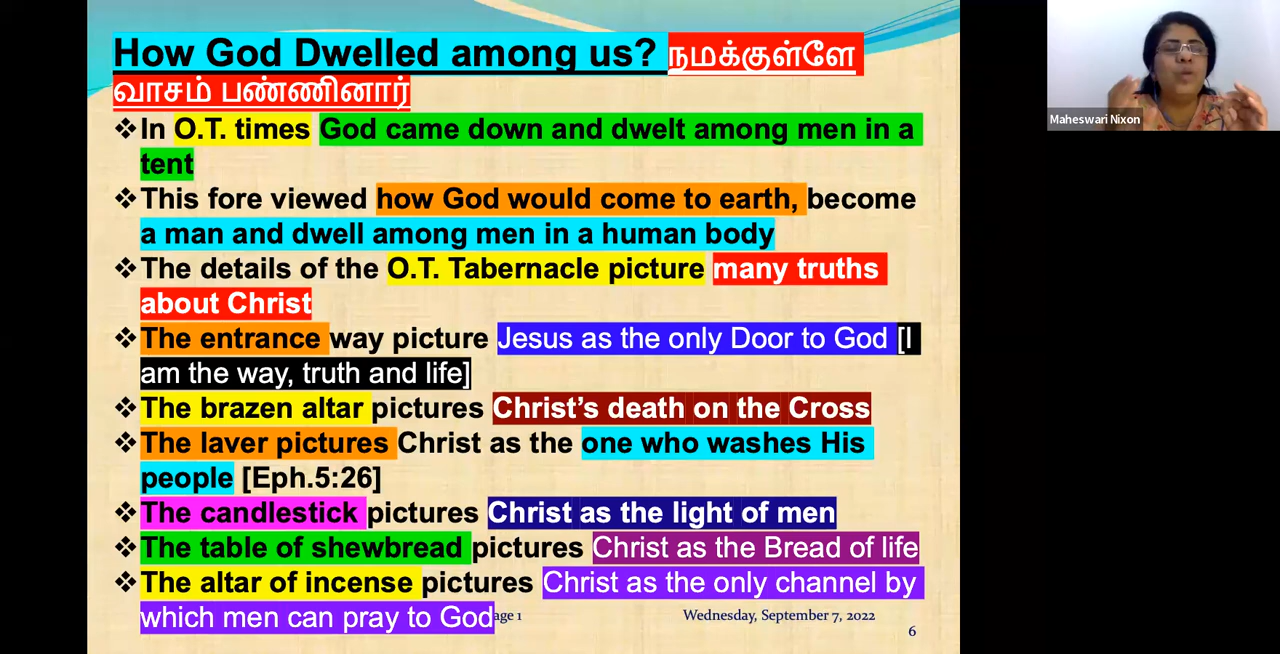 How God Dwelled among us? நமக்குள்ளே
வாசம் பண்ணினார்
❖In O.T. times God came down and dwelt among men in a
tent
❖This fore viewed how God would come to earth, become
a man and dwell among men in a human body
❖The details of the O.T. Tabernacle picture many truths
about Christ
❖The entrance way picture Jesus as the only Door to God [I
am the way, truth and life]
❖The brazen altar pictures Christ’s death on the Cross
❖The laver pictures Christ as the one who washes His
people [Eph.5:26]
❖The candlestick pictures Christ as the light of men
❖The table of shewbread pictures Christ as the Bread of life
❖The altar of incense pictures Christ as the only channel by
which men can pray to God
age 1
Wednesday, September 7, 2022
6
Maheswari Nixon